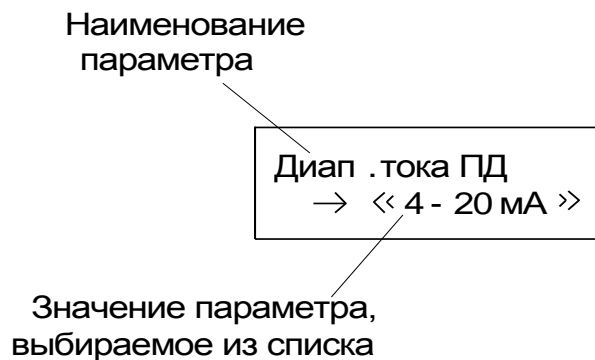 Наименование
параметра
Диап .тока ПД
→ « 4 - 20 мА »
Значение параметра,
выбираемое из списка